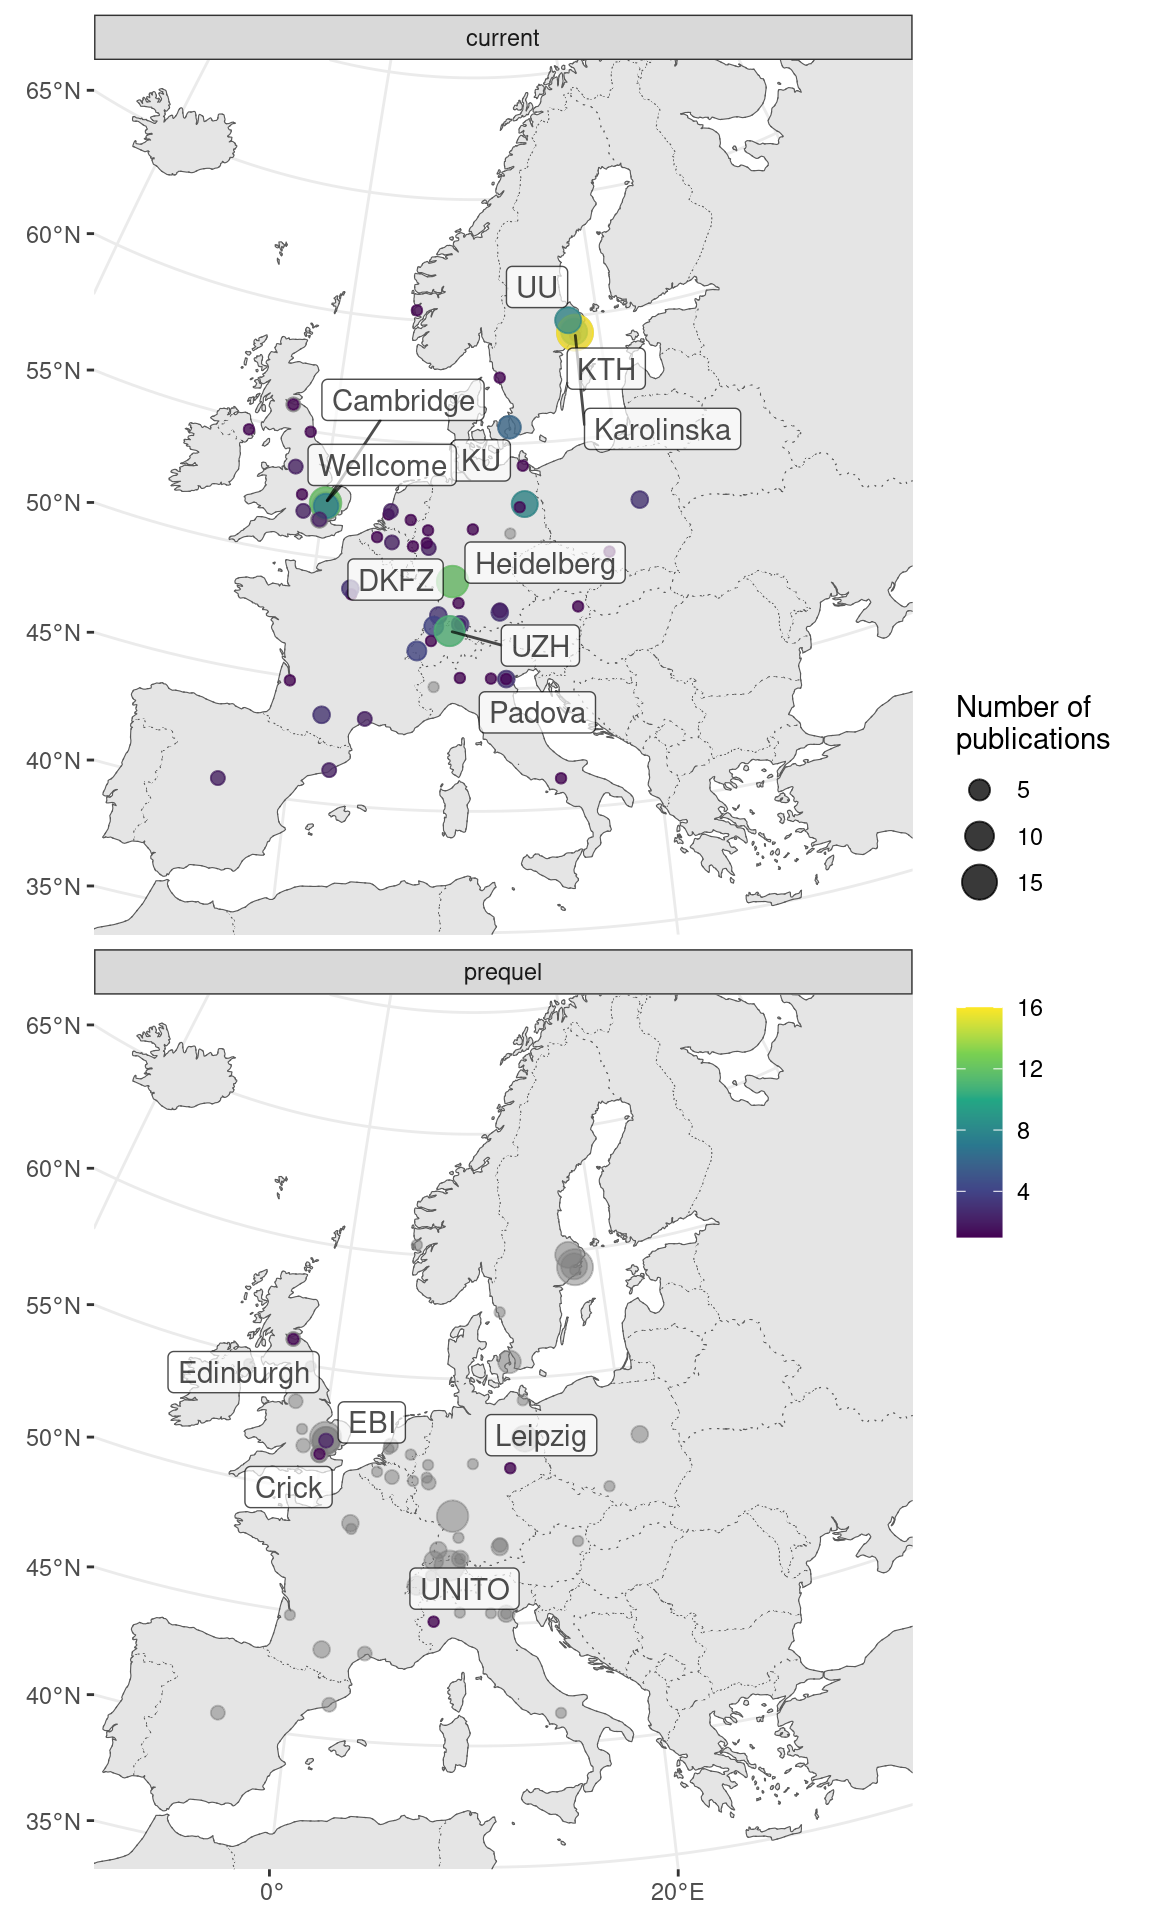 current
65°N
60°N
55°N
50°N
45°N
40°N
35°N
UU
KTH
Cambridge
Karolinska
Wellcome
KU
Heidelberg
DKFZ
UZH
Padova
Number of
publications
5
10
15
prequel
65°N
60°N
55°N
50°N
45°N
40°N
35°N
Edinburgh
EBI
Leipzig
Crick
UNITO
16
12
8
4
0°
20°E